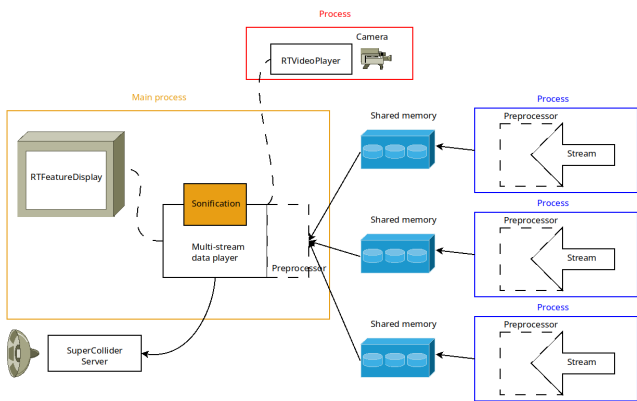 Process
Camera
RTVideoPlayer
Main process
Process
Shared memory
Preprocessor
Stream
RTFeatureDisplay
Sonification
Multi-stream
data player
Preprocessor
Process
Shared memory
Preprocessor
Stream
Process
Shared memory
Preprocessor
Stream
SuperCollider
Server